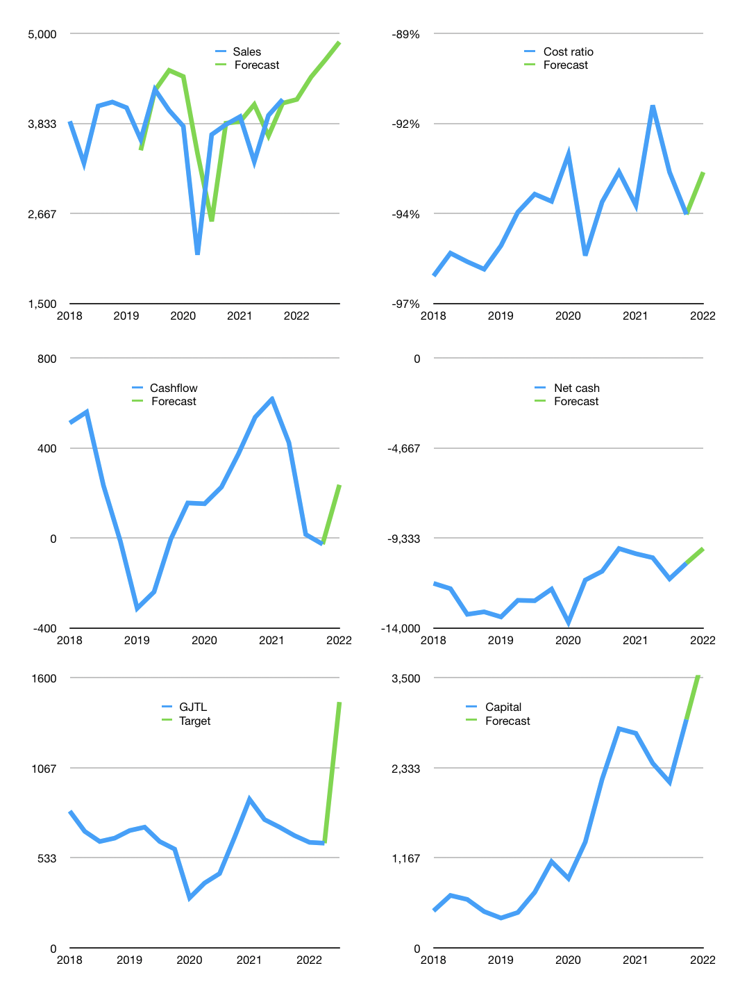 5,000
Sales
Forecast
3,833
2,667
1,500
2018 2019 2020 2021 2022
-89%
Cost ratio
Forecast
-92%
-94%
-97%
2018 2019 2020 2021 2022
800
Cashflow
Forecast
400
0
-400
2018 2019 2020 2021 2022
0
Net cash
Forecast
-4,667
-9,333
-14,000
2018 2019 2020 2021 2022
1600
GJTL
Target
1067
533
0
2018 2019 2020 2021 2022
3,500
Capital
Forecast
2,333
1,167
0
2018 2019 2020 2021 2022